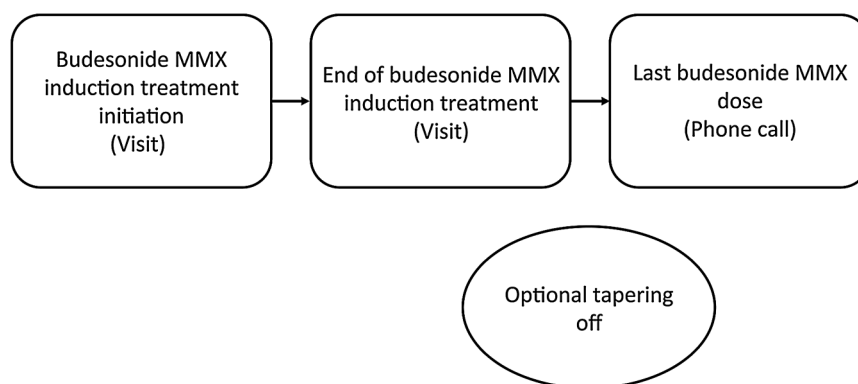 Budesonide MMX
induction treatment
initiation
(Visit)
End of budesonide MMX
induction treatment
(Visit)
Last budesonide MMX
dose
(Phone call)
Optional tapering
off